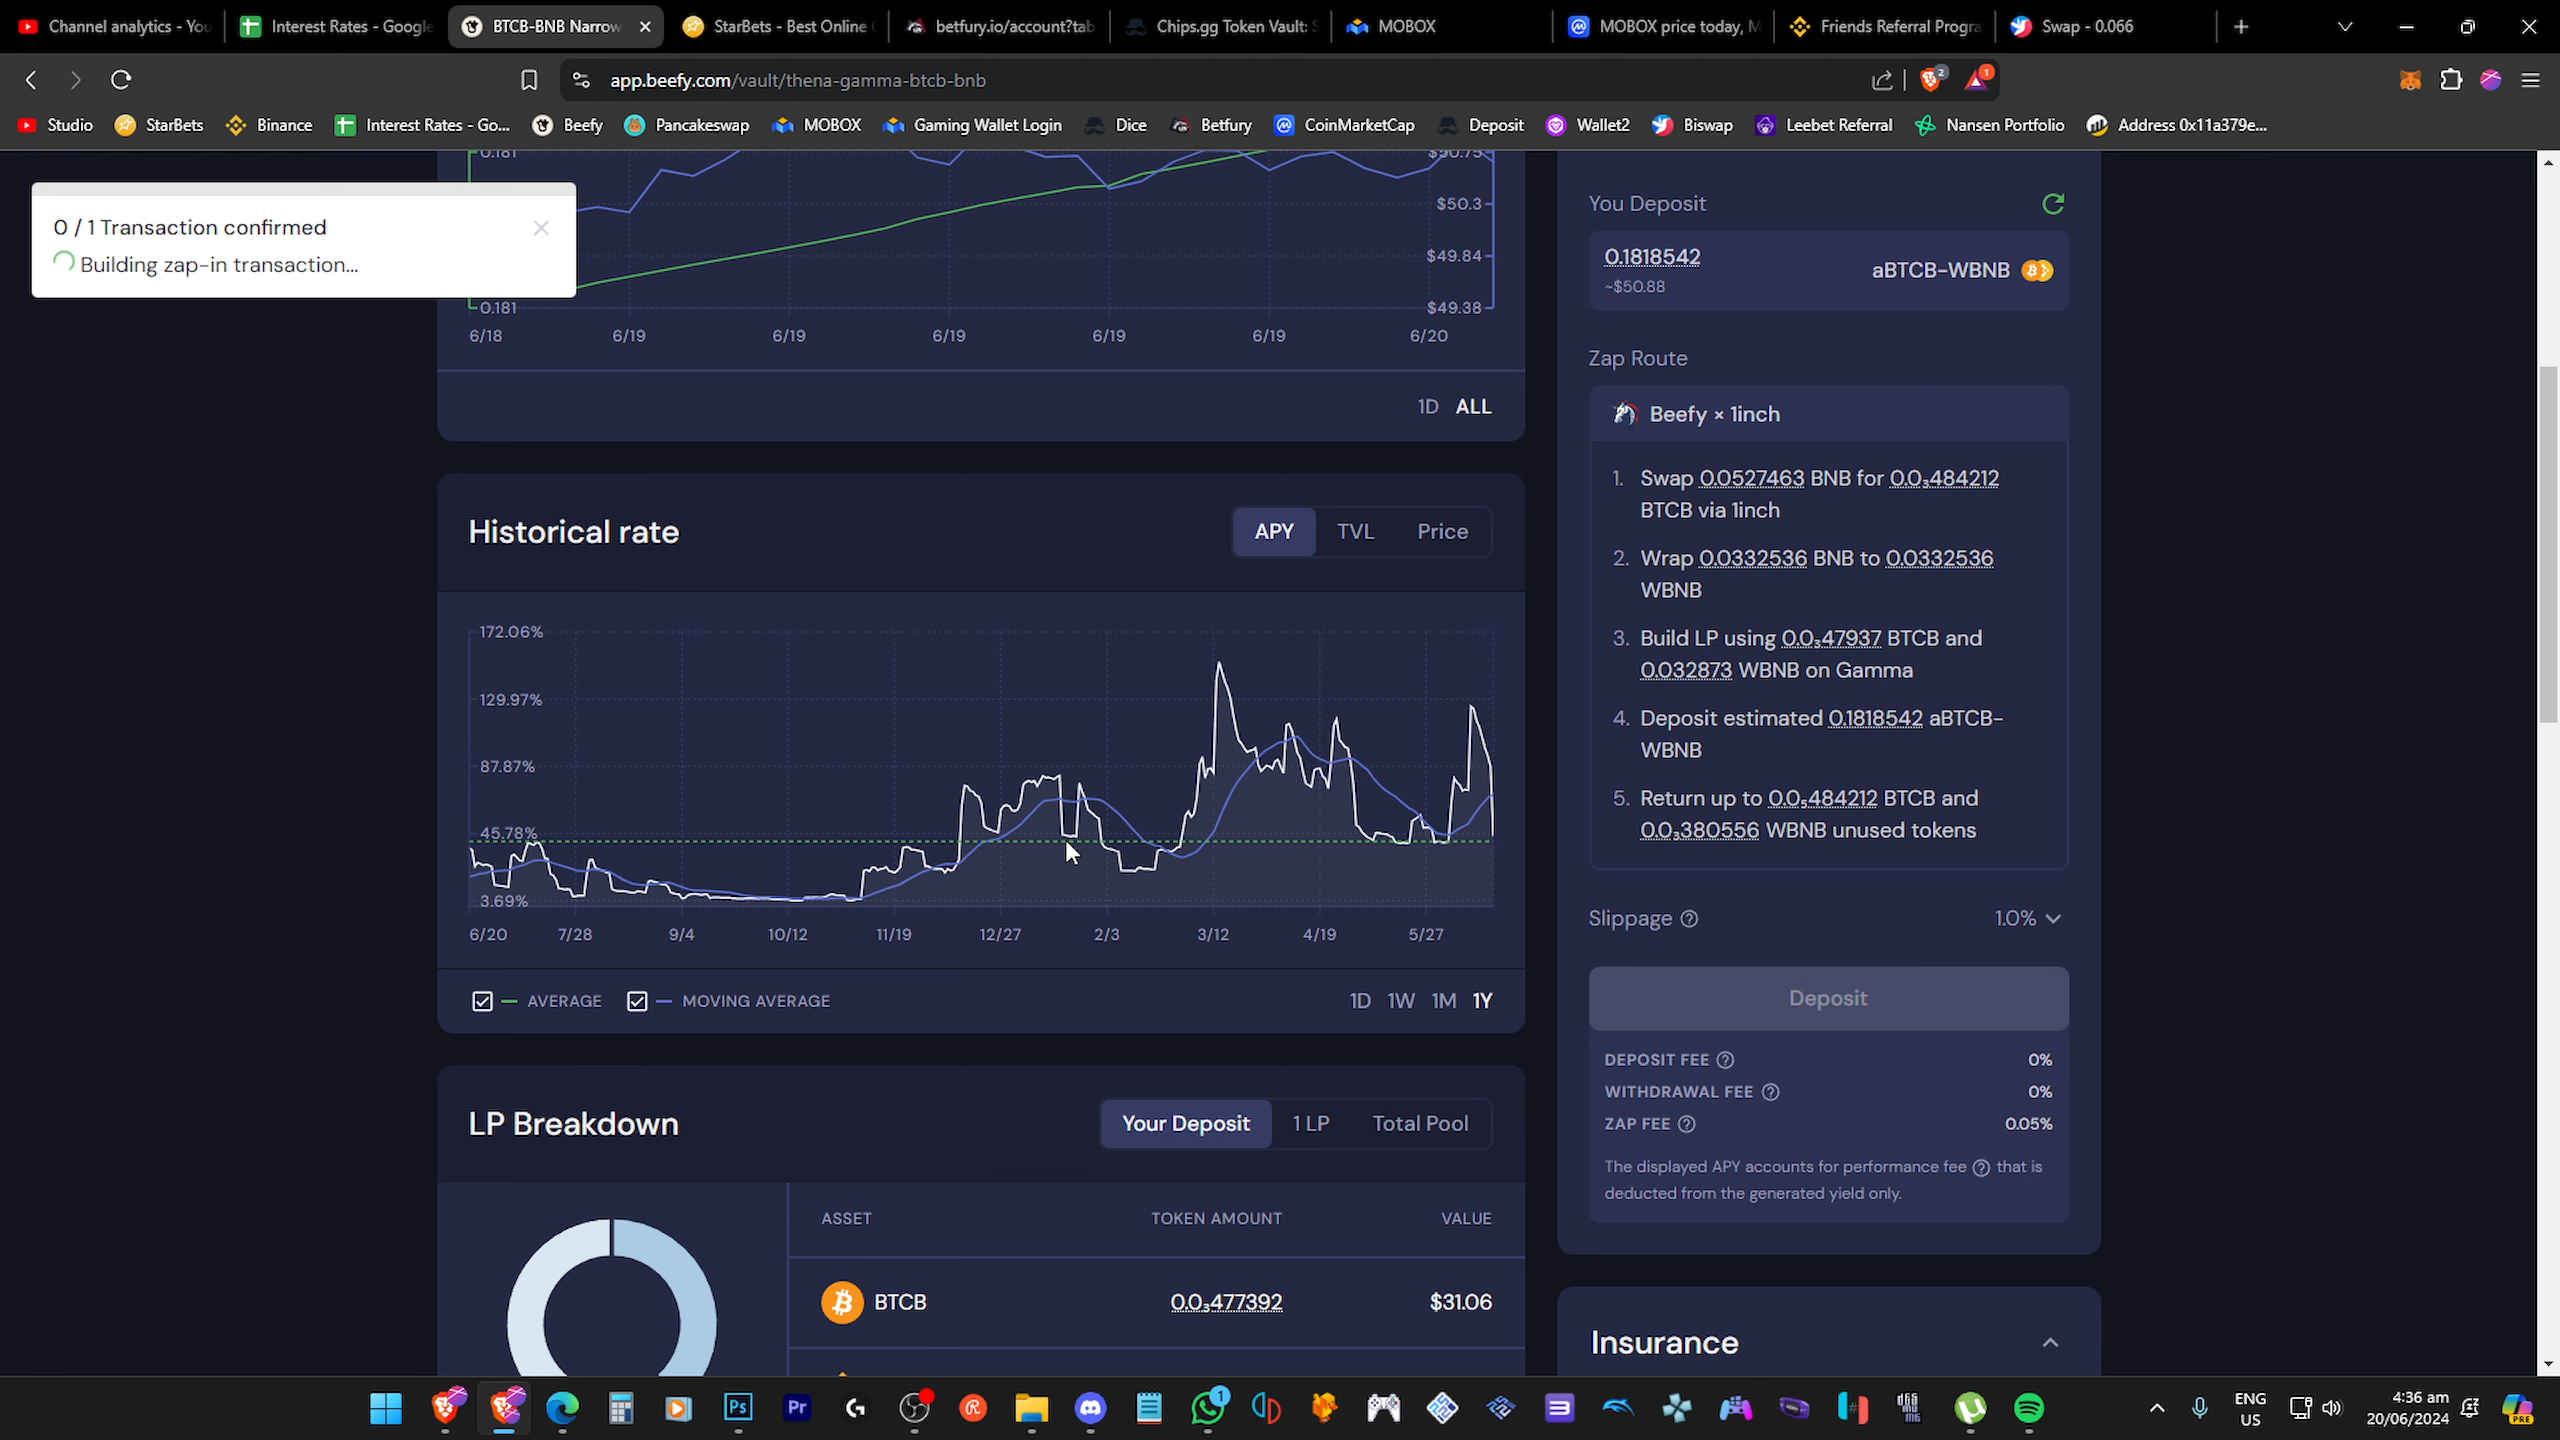 Channel analytics - You
Interest Rates - Google
BTCB-BNB Narrow
StarBets - Best Online
betfury.io/account?tab
Chips.gg Token Vault: S
MOBOX
MOBOX price today, M
Friends Referral Progra
Swap - 0.066
app.beefy.com/vault/thena-gamma-btcb-bnb
2
1
Studio
StarBets
Binance
Interest Rates - Go...
Beefy
Pancakeswap
MOBOX
Gaming Wallet Login
Dice
Betfury
CoinMarketCap
Deposit
Wallet2
Biswap
Leebet Referral
Nansen Portfolio
Address 0x11a379e...
0 / 1 Transaction confirmed
Building zap-in transaction...
0.181
$50.75
$50.3
$49.84
0.181
$49.38
6/18 6/19 6/19 6/19 6/19 6/19 6/20
1D ALL
Historical rate
APY TVL Price
172.06%
129.97%
87.87%
45.78%
3.69%
6/20 7/28 9/4 10/12 11/19 12/27 2/3 3/12 4/19 5/27
AVERAGE MOVING AVERAGE
1D 1W 1M 1Y
LP Breakdown
Your Deposit 1 LP Total Pool
ASSET TOKEN AMOUNT VALUE
BTCB 0.0₃477392 $31.06
You Deposit
0.1818542
~$50.88
aBTCB-WBNB
Zap Route
Beefy × 1inch
1. Swap 0.0527463 BNB for 0.0₃484212
BTCB via 1inch
2. Wrap 0.0332536 BNB to 0.0332536
WBNB
3. Build LP using 0.0₃47937 BTCB and
0.032873 WBNB on Gamma
4. Deposit estimated 0.1818542 aBTCB-
WBNB
5. Return up to 0.0₅484212 BTCB and
0.0₃380556 WBNB unused tokens
Slippage 1.0%
Deposit
DEPOSIT FEE 0%
WITHDRAWAL FEE 0%
ZAP FEE 0.05%
The displayed APY accounts for performance fee that is
deducted from the generated yield only.
Insurance
Ps
Pr
1
ENG
US
4:36 am
20/06/2024
PRE